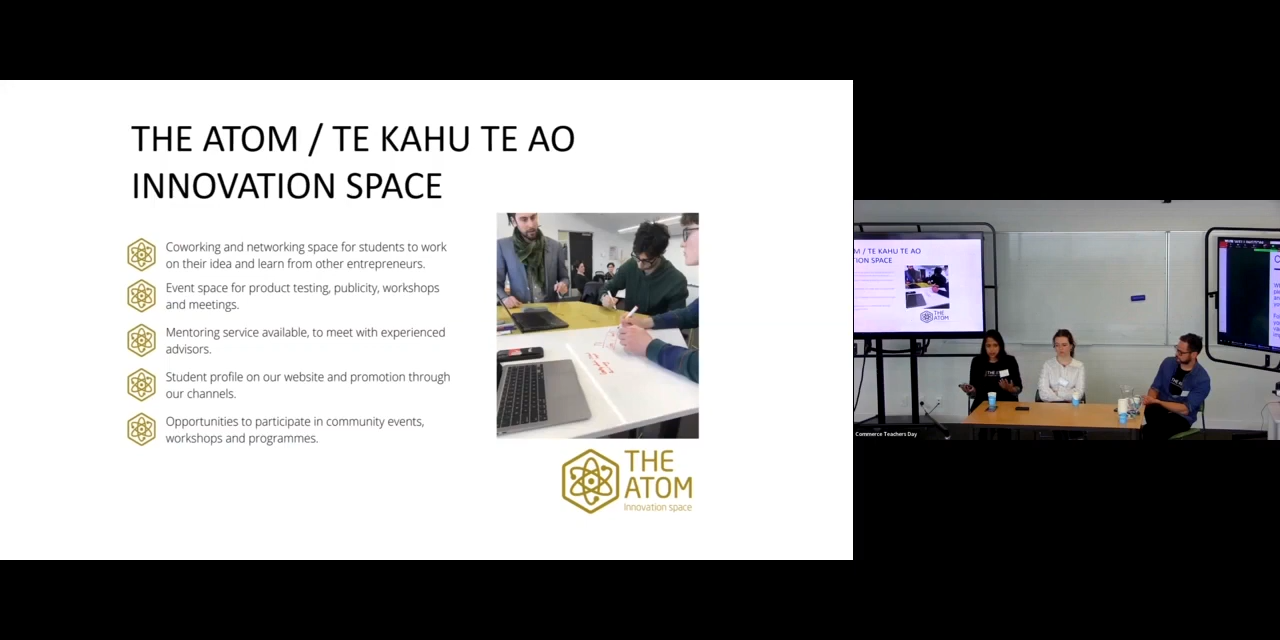 THE ATOM / TE KAHU TE AO
INNOVATION SPACE
Coworking and networking space for students to work
on their idea and learn from other entrepreneurs.
Event space for product testing, publicity, workshops
and meetings.
Mentoring service available, to meet with experienced
advisors.
Student profile on our website and promotion through
our channels.
Opportunities to participate in community events,
workshops and programmes.
THE
ATOM
Innovation space
M / TE KAHU TE AO
ION SPACE
THE
ATOM
Commerce Teachers Day